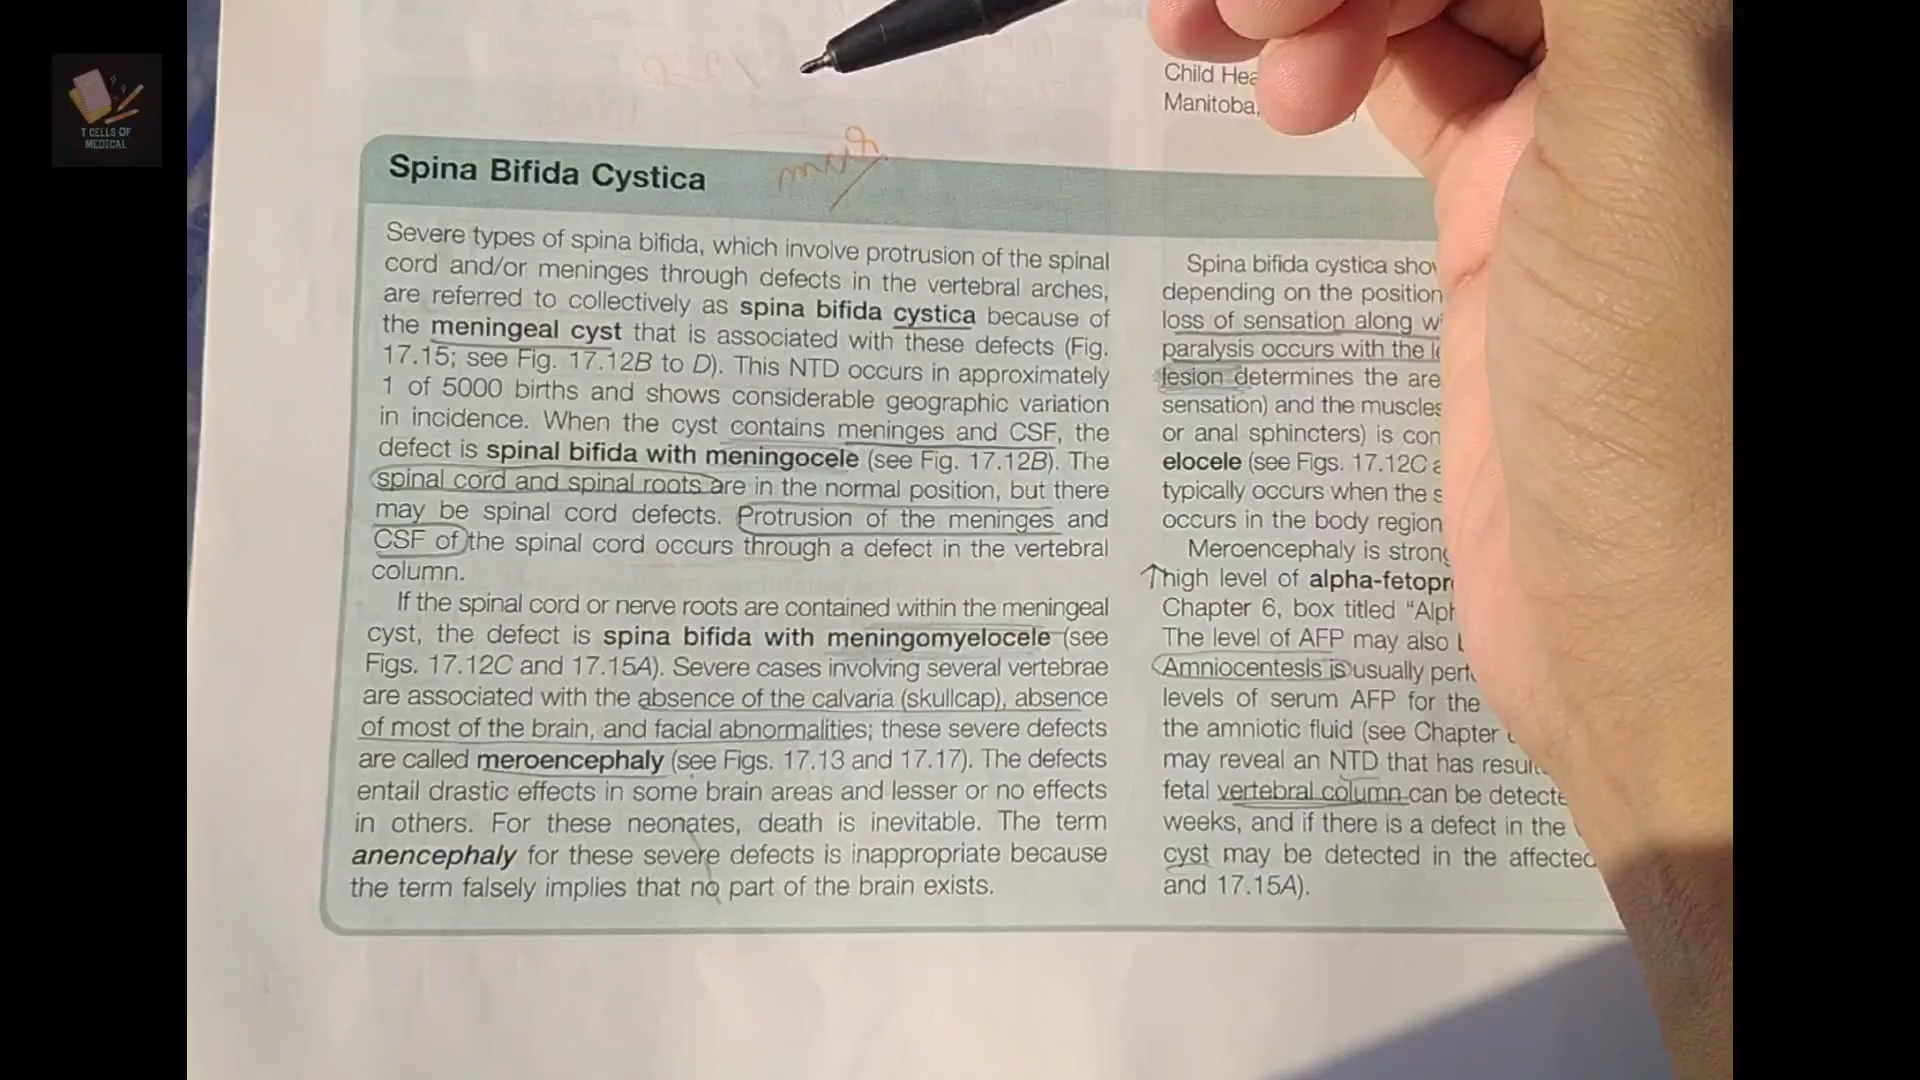 T CELLS OF
MEDICAL
Child Hea
Manitoba,
Spina Bifida Cystica
Severe types of spina bifida, which involve protrusion of the spinal
cord and/or meninges through defects in the vertebral arches,
are referred to collectively as spina bifida cystica because of
the meningeal cyst that is associated with these defects (Fig.
17.15; see Fig. 17.12B to D). This NTD occurs in approximately
1 of 5000 births and shows considerable geographic variation
in incidence. When the cyst contains meninges and CSF, the
defect is spinal bifida with meningocele (see Fig. 17.12B). The
spinal cord and spinal roots are in the normal position, but there
may be spinal cord defects. Protrusion of the meninges and
CSF of the spinal cord occurs through a defect in the vertebral
column.
If the spinal cord or nerve roots are contained within the meningeal
cyst, the defect is spina bifida with meningomyelocele (see
Figs. 17.12C and 17.15A). Severe cases involving several vertebrae
are associated with the absence of the calvaria (skullcap), absence
of most of the brain, and facial abnormalities; these severe defects
are called meroencephaly (see Figs. 17.13 and 17.17). The defects
entail drastic effects in some brain areas and lesser or no effects
in others. For these neonates, death is inevitable. The term
anencephaly for these severe defects is inappropriate because
the term falsely implies that no part of the brain exists.
Spina bifida cystica
depending on the position
loss of sensation along
paralysis occurs with the
lesion determines the
sensation) and the muscles
or anal sphincters) is
elocele (see Figs. 17.12C
typically occurs when the
occurs in the body region
Meroencephaly is
high level of
Chapter 6, box titled
The level of AFP may also
Amniocentesis is usually
levels of serum AFP for the
the amniotic fluid (see Chapter
may reveal an NTD that has
fetal vertebral column can be
weeks, and if there is a defect in the
cyst may be detected in the affected
and 17.15A).